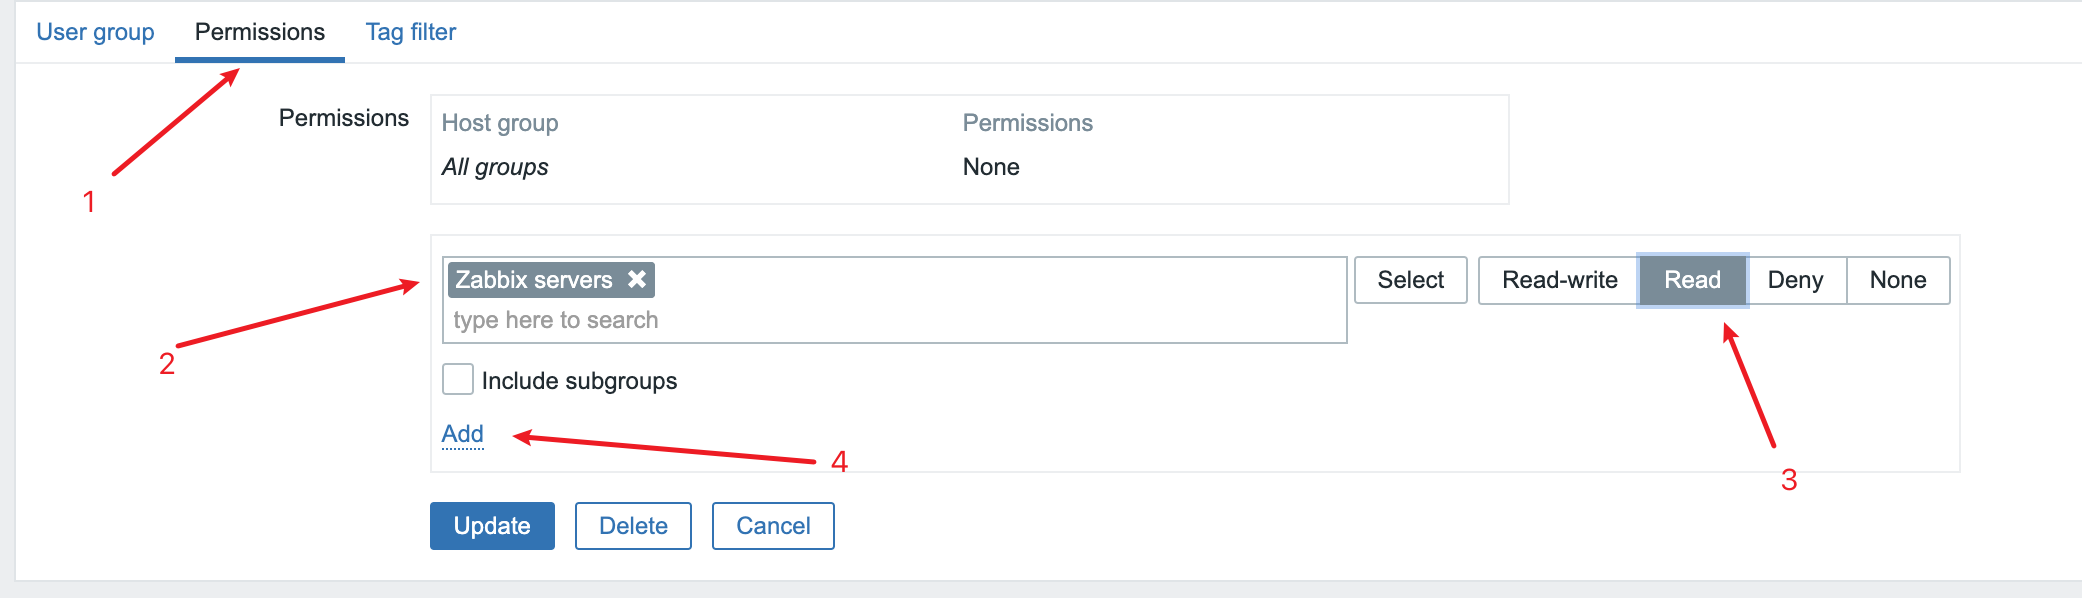 User group Permissions Tag filter
1
Permissions
Host group Permissions
All groups None
Zabbix servers Select Read-write Read Deny None
type here to search
2
Include subgroups
Add
4
3
Update Delete Cancel